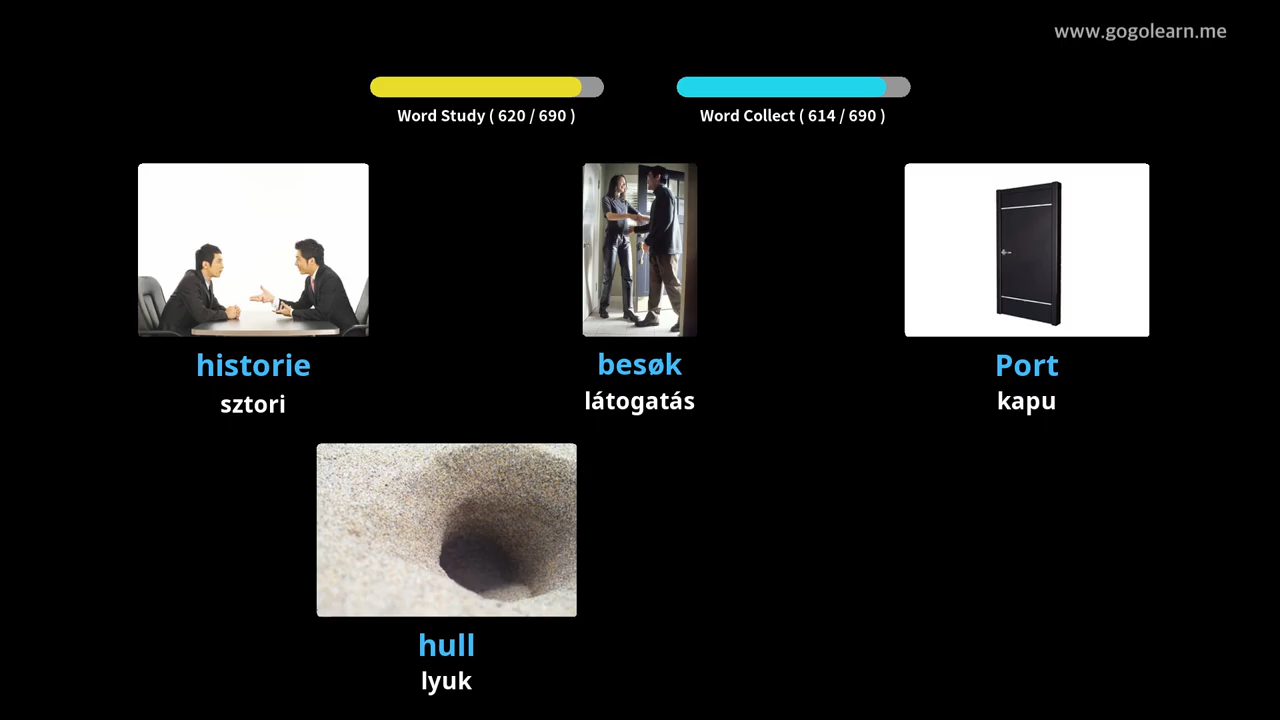 www.gogolearn.me
Word Study ( 620 / 690 )
Word Collect ( 614 / 690 )
historie
sztori
besøk
látogatás
Port
kapu
hull
lyuk